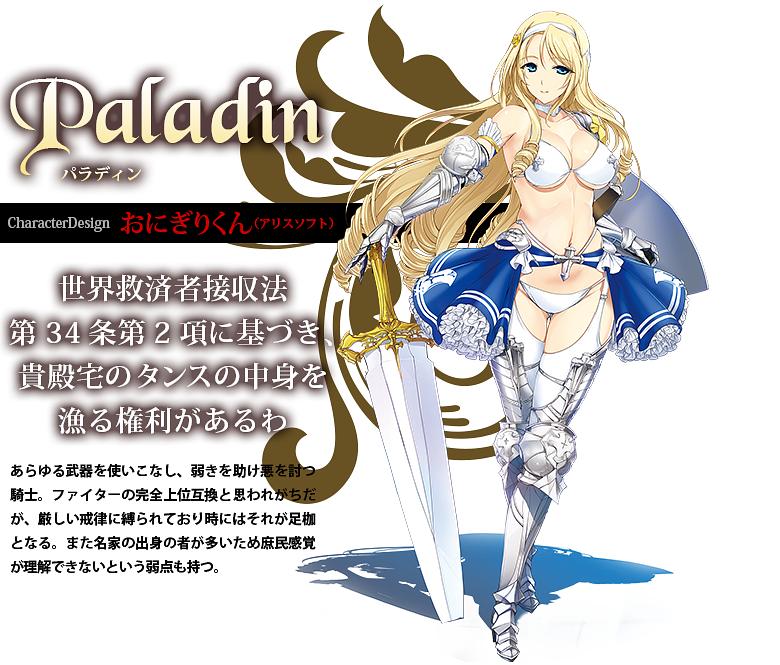 Paladin
パラディン
CharacterDesign おにぎりくん(アリスソフト)
世界救済者接収法
第34条第2項に基づき、
貴殿宅のタンスの中身を
漁る権利があるわ
あらゆる武器を使いこなし、弱きを助け悪を討つ
騎士。ファイターの完全上位互換と思われがちだ
が、厳しい戒律に縛られており時にはそれが足枷
となる。また名家の出身の者が多いため庶民感覚
が理解できないという弱点も持つ。